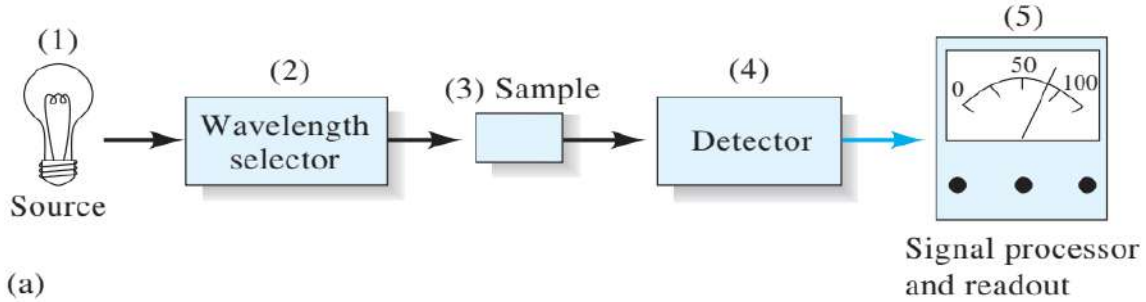 (1)
Source
(2)
Wavelength
selector
(3) Sample
(4)
Detector
(5)
0
50
100
Signal processor
and readout
(a)